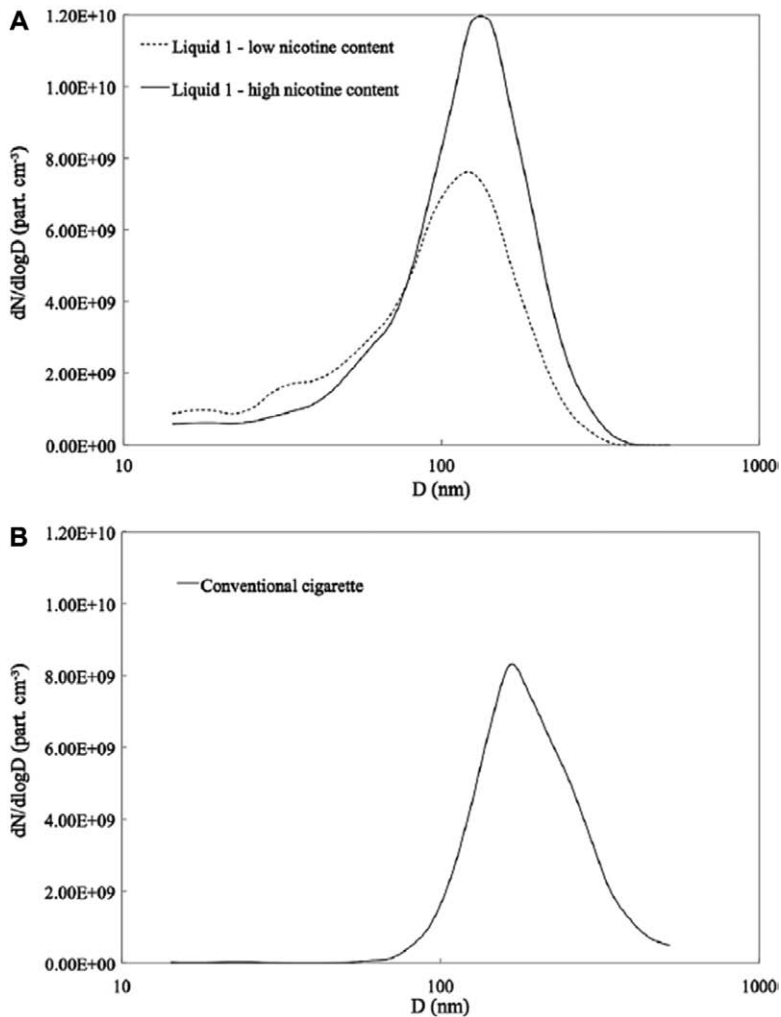 A
1.20E+10
1.00E+10
8.00E+09
6.00E+09
4.00E+09
2.00E+09
0.00E+00
dN/dlogD (part. cm⁻³)
Liquid 1 - low nicotine content
Liquid 1 - high nicotine content
10
100
1000
D (nm)
B
1.20E+10
1.00E+10
8.00E+09
6.00E+09
4.00E+09
2.00E+09
0.00E+00
dN/dlogD (part. cm⁻³)
Conventional cigarette
10
100
1000
D (nm)